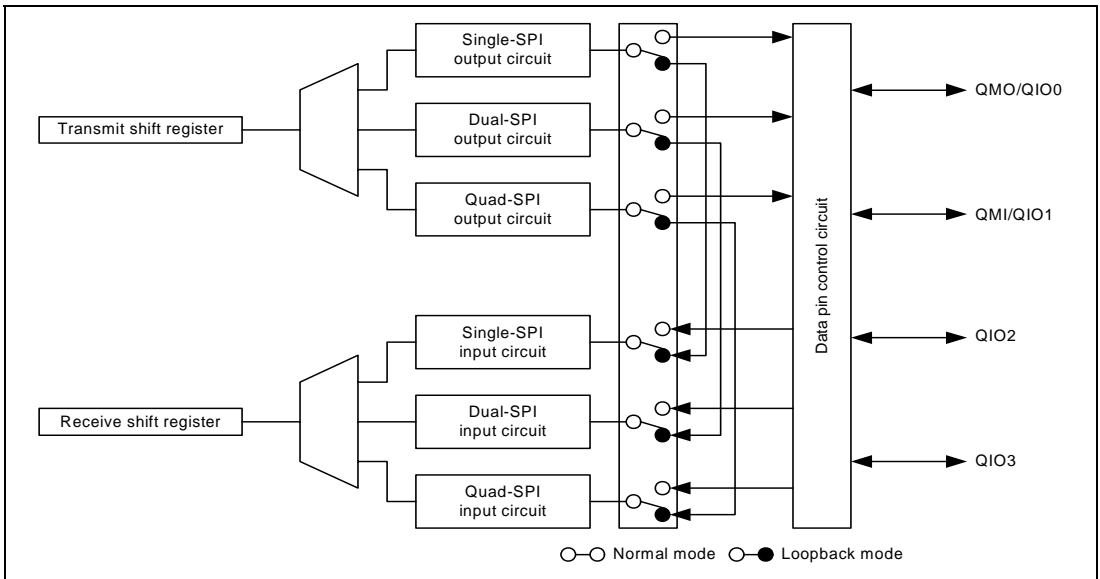 Single-SPI
output circuit
QMO/QIO0
Transmit shift register
Dual-SPI
output circuit
Quad-SPI
output circuit
QMI/QIO1
Data pin control circuit
Single-SPI
input circuit
QIO2
Receive shift register
Dual-SPI
input circuit
QIO3
Quad-SPI
input circuit
Normal mode
Loopback mode